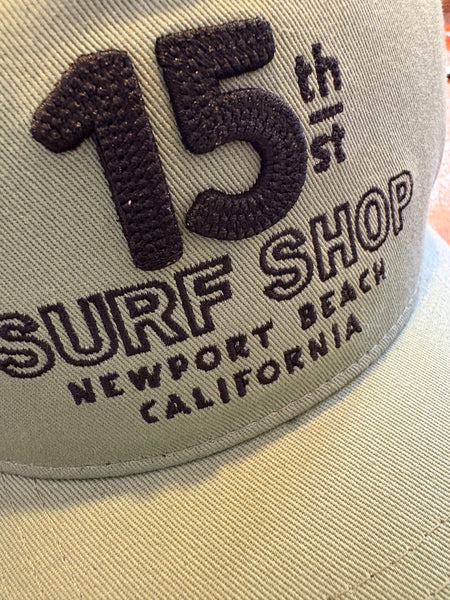 15th
st
SURF SHOP
NEWPORT BEACH
CALIFORNIA